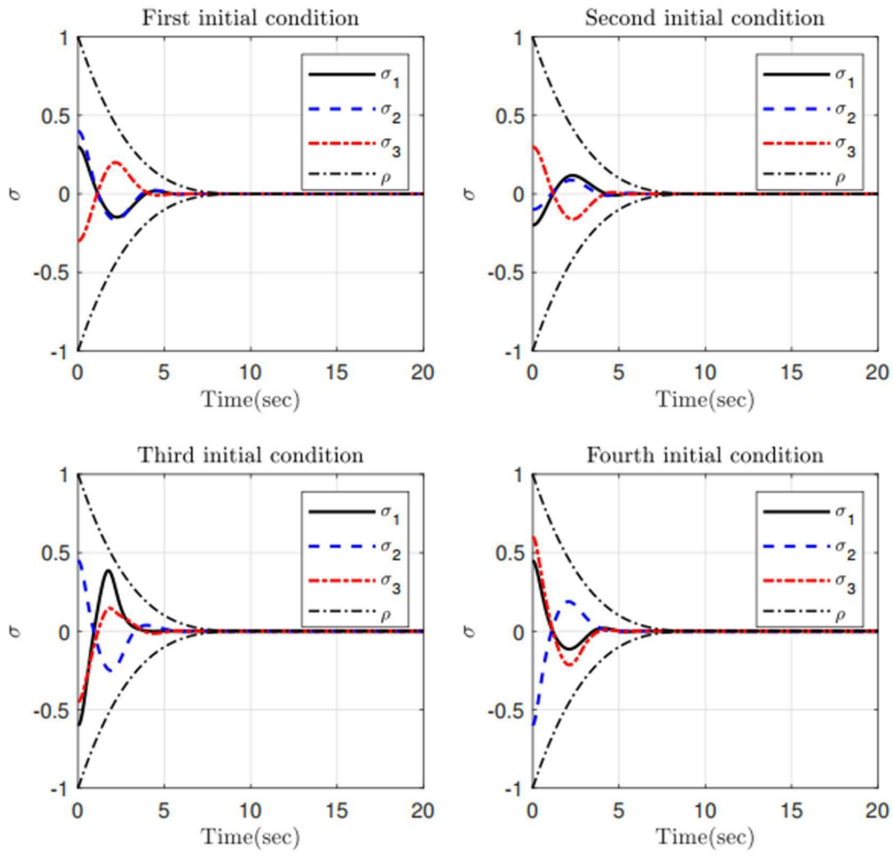 First initial condition
1
0.5
0
-0.5
-1
σ
0 5 10 15 20
Time(sec)
σ1
σ2
σ3
ρ
Second initial condition
1
0.5
0
-0.5
-1
σ
0 5 10 15 20
Time(sec)
σ1
σ2
σ3
ρ
Third initial condition
1
0.5
0
-0.5
-1
σ
0 5 10 15 20
Time(sec)
σ1
σ2
σ3
ρ
Fourth initial condition
1
0.5
0
-0.5
-1
σ
0 5 10 15 20
Time(sec)
σ1
σ2
σ3
ρ